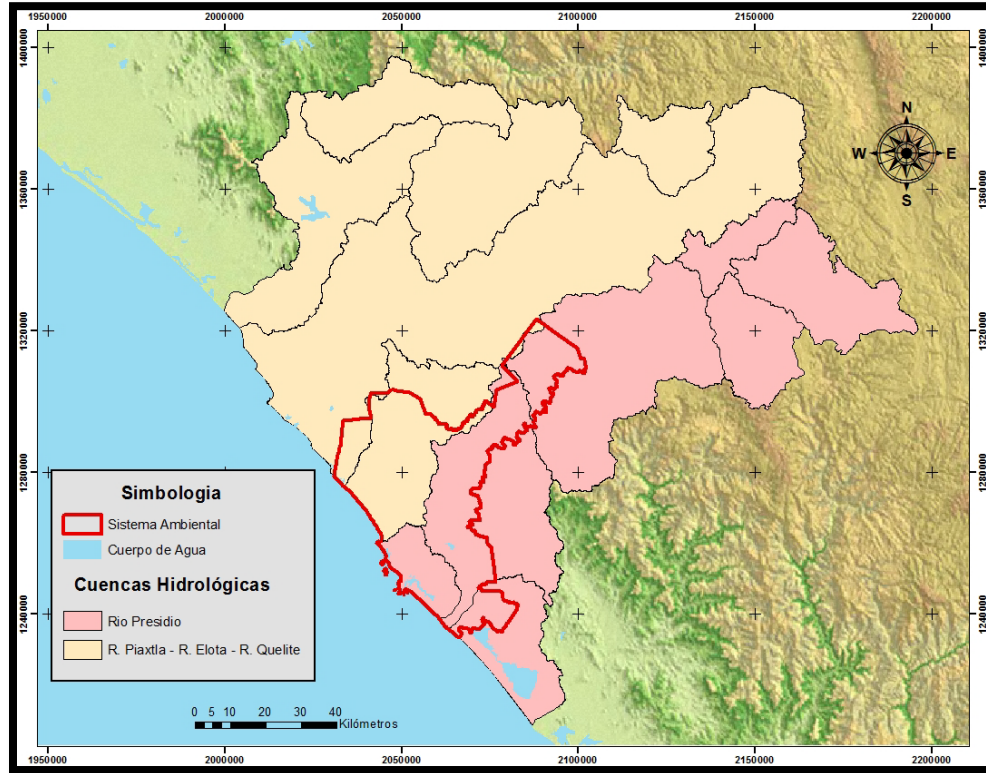 1950000 2000000 2050000 2100000 2150000 2200000
1400000 1400000
N
W E
S
1360000 1360000
1320000 1320000
1280000 1280000
Simbologia
Sistema Ambiental
Cuerpo de Agua
Cuencas Hidrológicas
Rio Presidio
R. Piaxtla - R. Elota - R. Quelite
1240000 1240000
0 5 10 20 30 40
Kilómetros
1950000 2000000 2050000 2100000 2150000 2200000